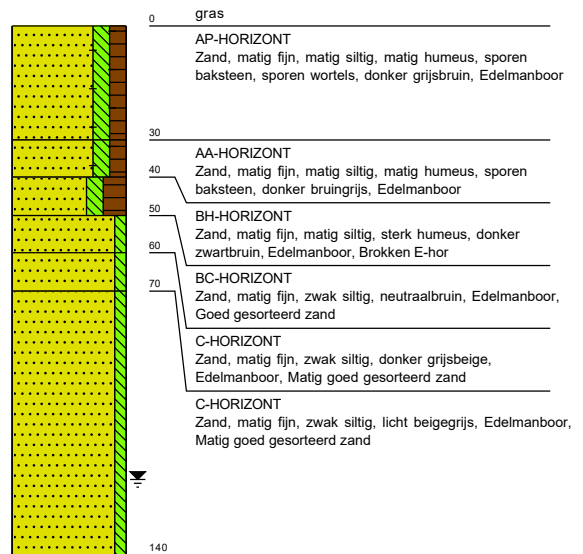 0
gras
AP-HORIZONT
Zand, matig fijn, matig siltig, matig humeus, sporen
baksteen, sporen wortels, donker grijsbruin, Edelmanboor
30
AA-HORIZONT
Zand, matig fijn, matig siltig, matig humeus, sporen
baksteen, donker bruingrijs, Edelmanboor
40
BH-HORIZONT
Zand, matig fijn, matig siltig, sterk humeus, donker
zwartbruin, Edelmanboor, Brokken E-hor
50
BC-HORIZONT
Zand, matig fijn, zwak siltig, neutraalbruin, Edelmanboor,
Goed gesorteerd zand
60
C-HORIZONT
Zand, matig fijn, zwak siltig, donker grijsbeige,
Edelmanboor, Matig goed gesorteerd zand
70
C-HORIZONT
Zand, matig fijn, zwak siltig, licht beigegrijs, Edelmanboor,
Matig goed gesorteerd zand
140